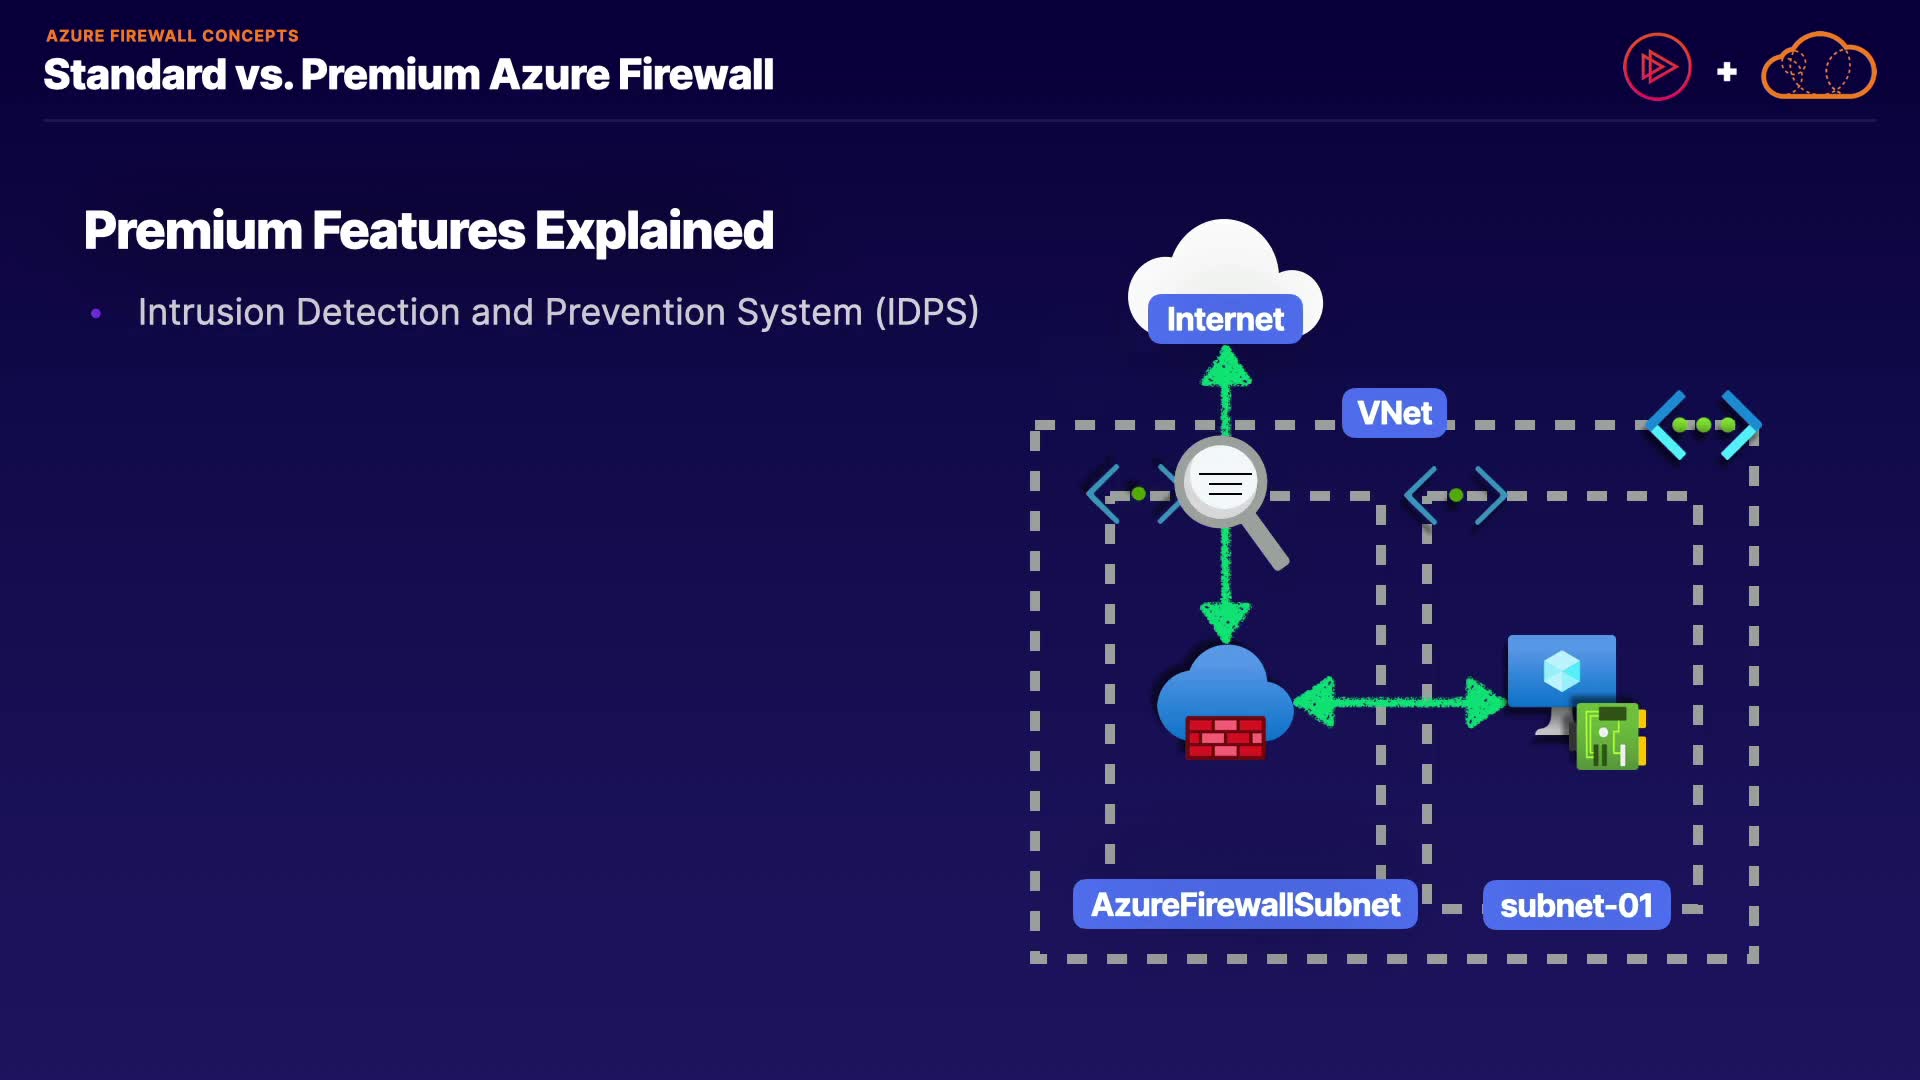 AZURE FIREWALL CONCEPTS
Standard vs. Premium Azure Firewall
Premium Features Explained
• Intrusion Detection and Prevention System (IDPS)
Internet
VNet
AzureFirewallSubnet
subnet-01